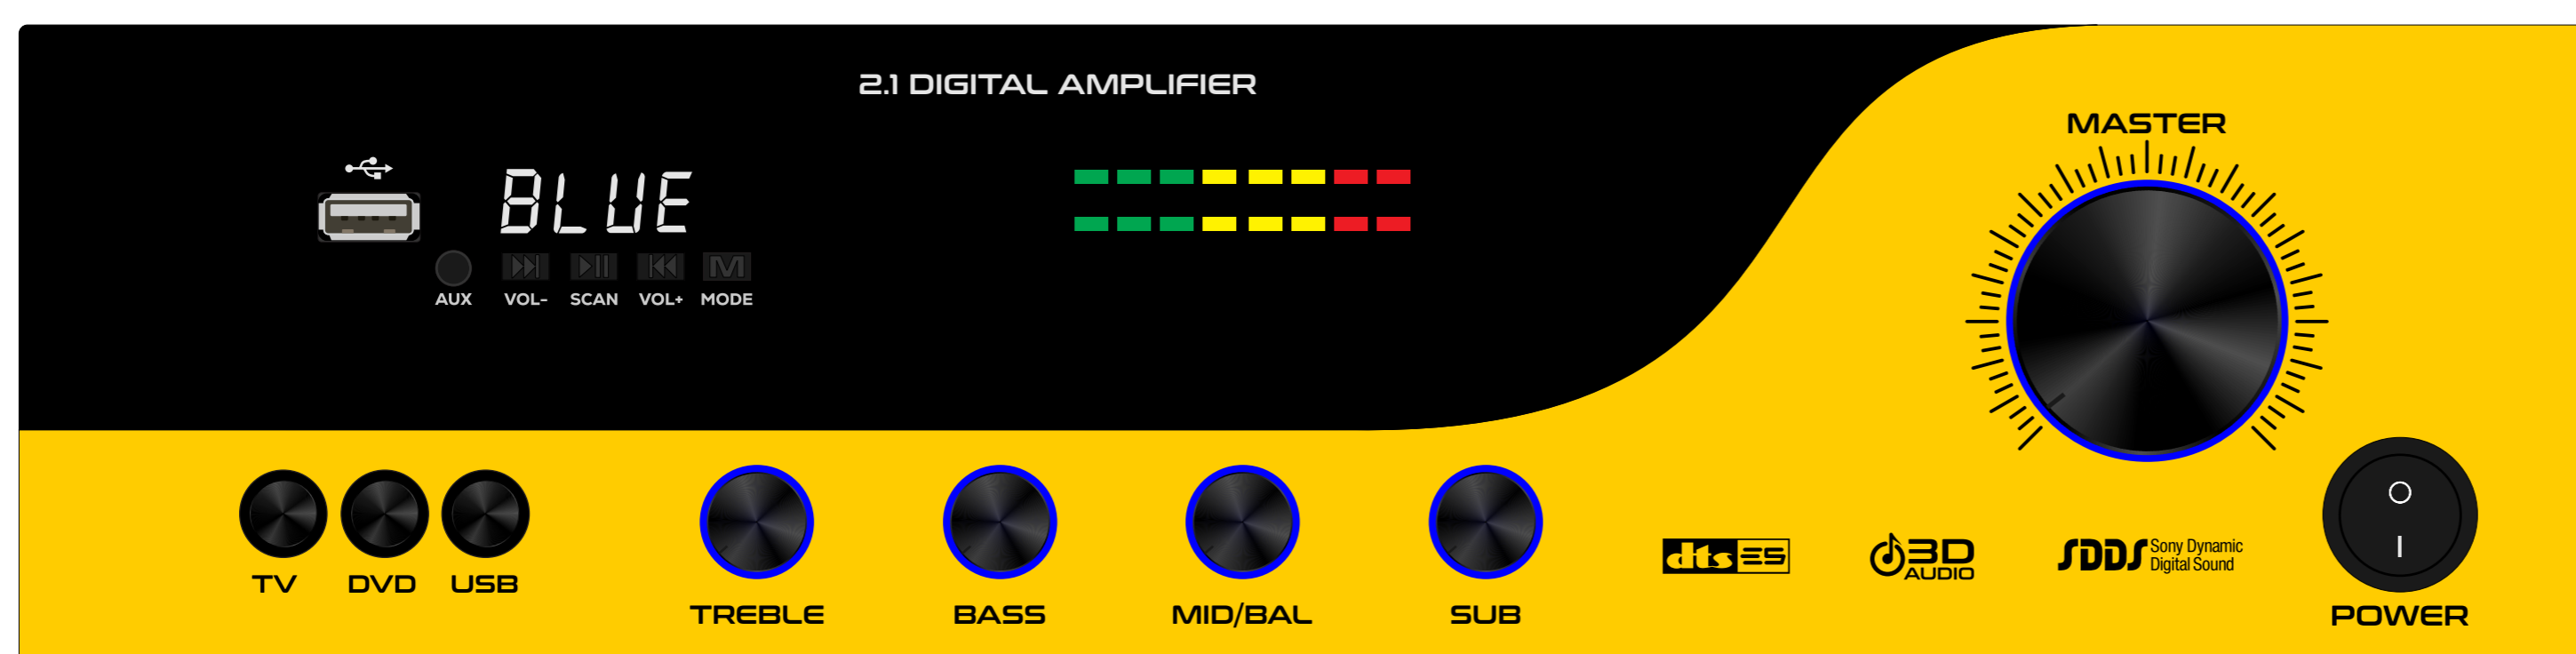 2.1 DIGITAL AMPLIFIER
MASTER
BLUE
M
AUX VOL- SCAN VOL+ MODE
TV DVD USB
TREBLE BASS MID/BAL SUB
dts ES
3D AUDIO
SDDS Sony Dynamic
Digital Sound
POWER